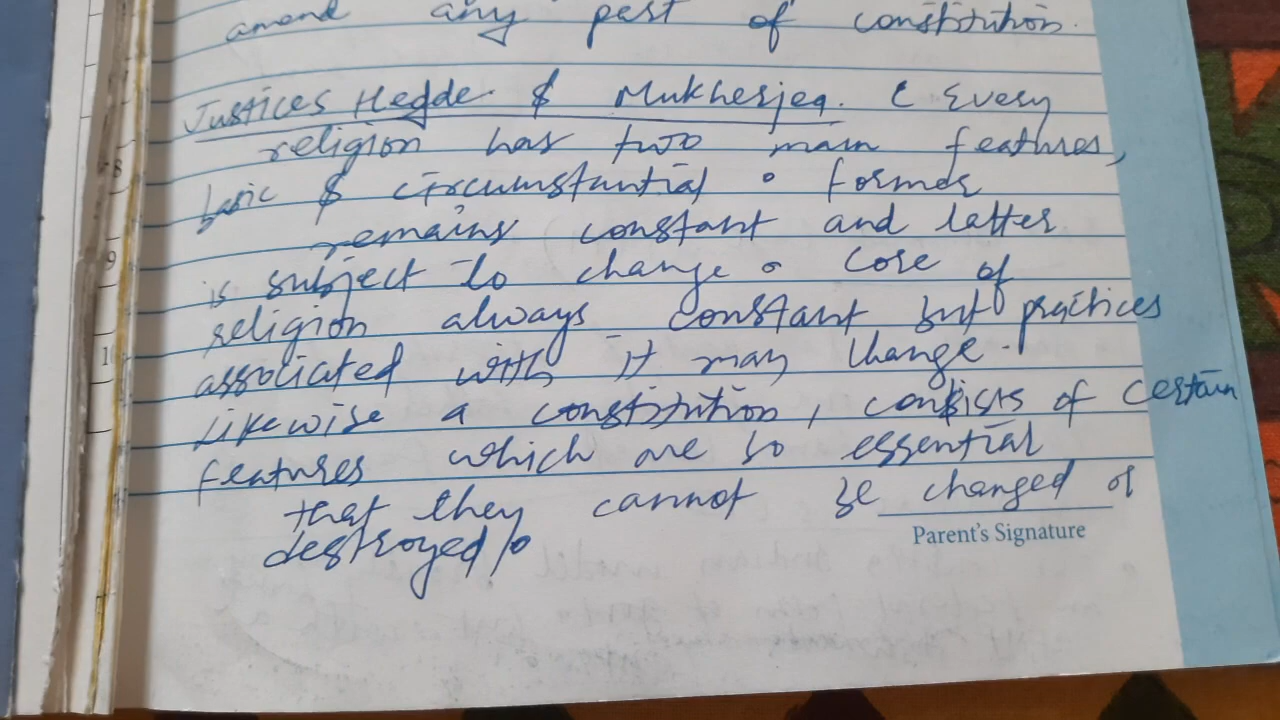 amend any part of constitution.
Justices Hegde & Mukherjea. ( Every
religion has two main features,
basic & circumstantial. Former
remains constant and latter
is subject to change. Core of
religion always constant but practices
associated with it may change.
Likewise a constitution, consists of certain
features which are so essential
that they cannot be changed or
Parent's Signature
destroyed
8
9